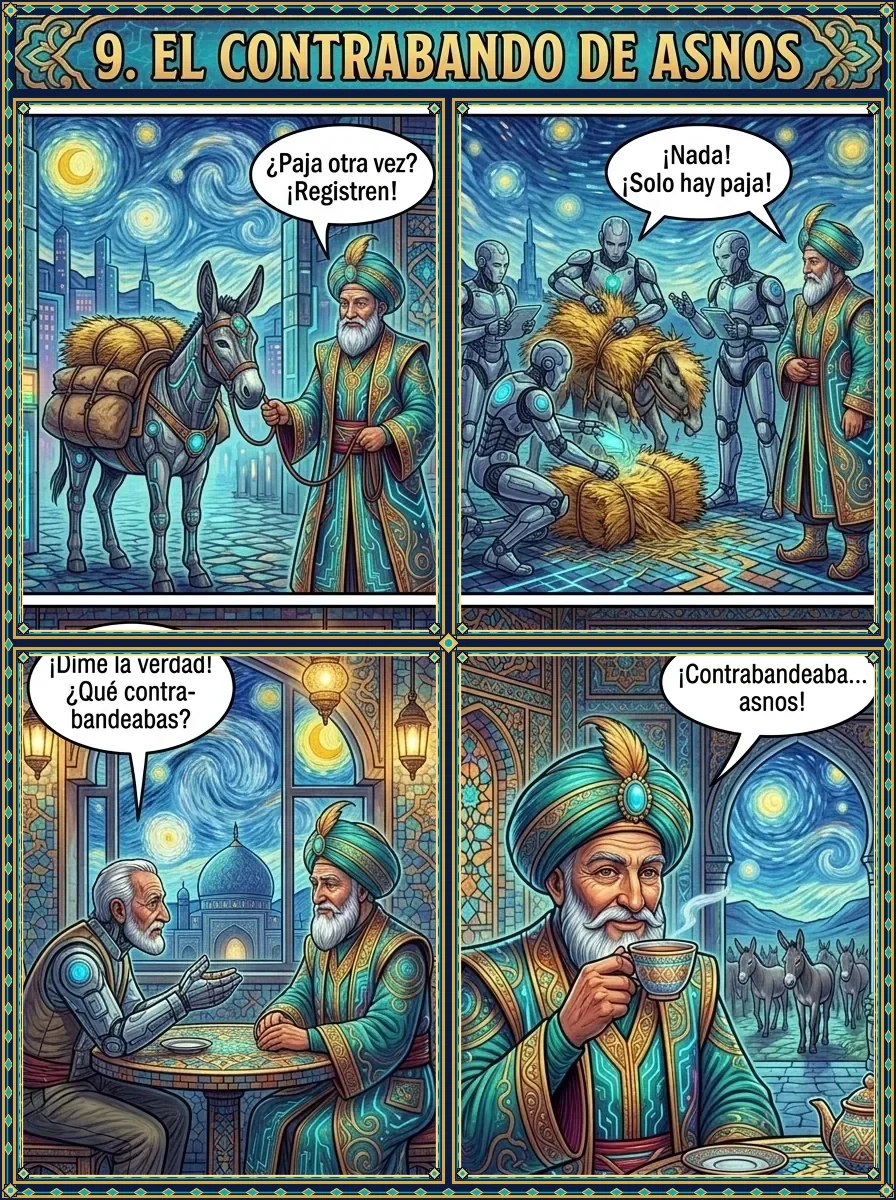 9. EL CONTRABANDO DE ASNOS
¿Paja otra vez?
¡Registren!
¡Nada!
¡Solo hay paja!
¡Dime la verdad!
¿Qué contra-
bandeabas?
¡Contrabandeaba...
asnos!